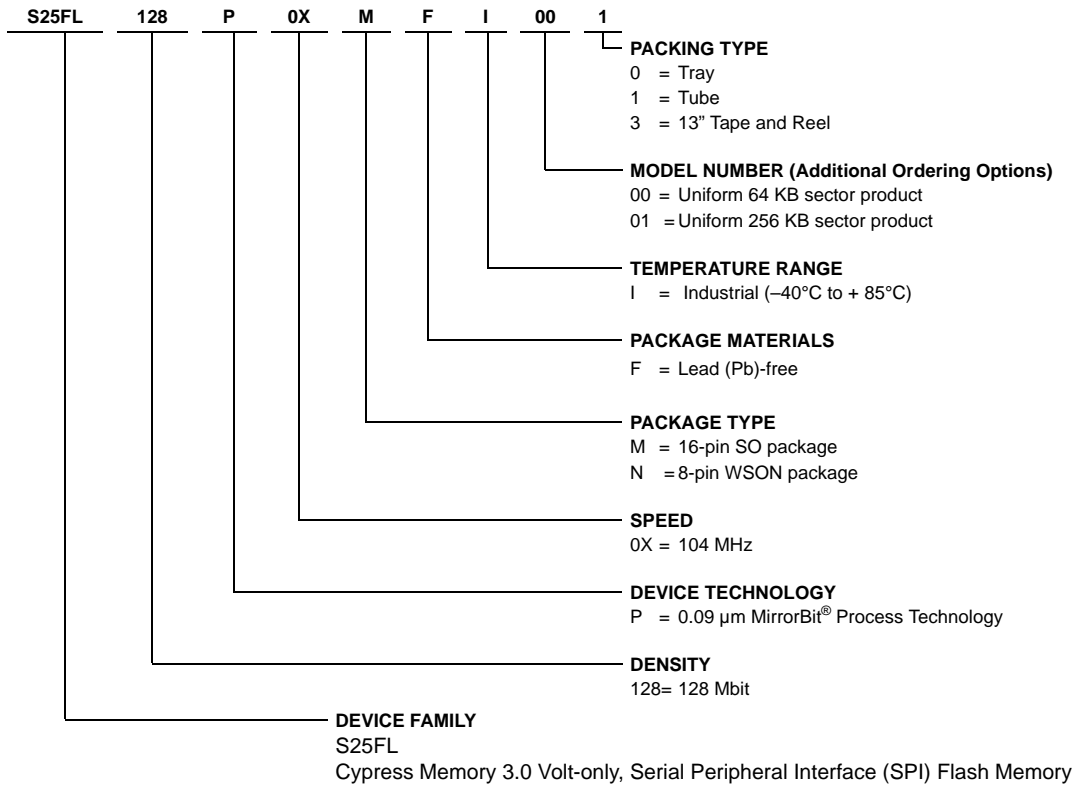 S25FL 128 P 0X M F I 00 1
PACKING TYPE
0 = Tray
1 = Tube
3 = 13” Tape and Reel
MODEL NUMBER (Additional Ordering Options)
00 = Uniform 64 KB sector product
01 = Uniform 256 KB sector product
TEMPERATURE RANGE
I = Industrial (–40°C to + 85°C)
PACKAGE MATERIALS
F = Lead (Pb)-free
PACKAGE TYPE
M = 16-pin SO package
N = 8-pin WSON package
SPEED
0X = 104 MHz
DEVICE TECHNOLOGY
P = 0.09 µm MirrorBit® Process Technology
DENSITY
128= 128 Mbit
DEVICE FAMILY
S25FL
Cypress Memory 3.0 Volt-only, Serial Peripheral Interface (SPI) Flash Memory